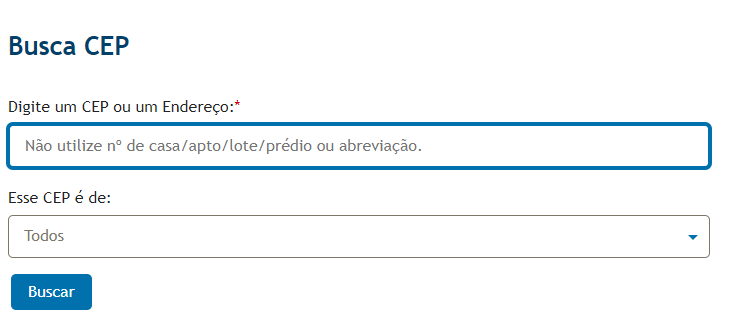 Busca CEP
Digite um CEP ou um Endereço:*
Não utilize nº de casa/apto/lote/prédio ou abreviação.
Esse CEP é de:
Todos
Buscar